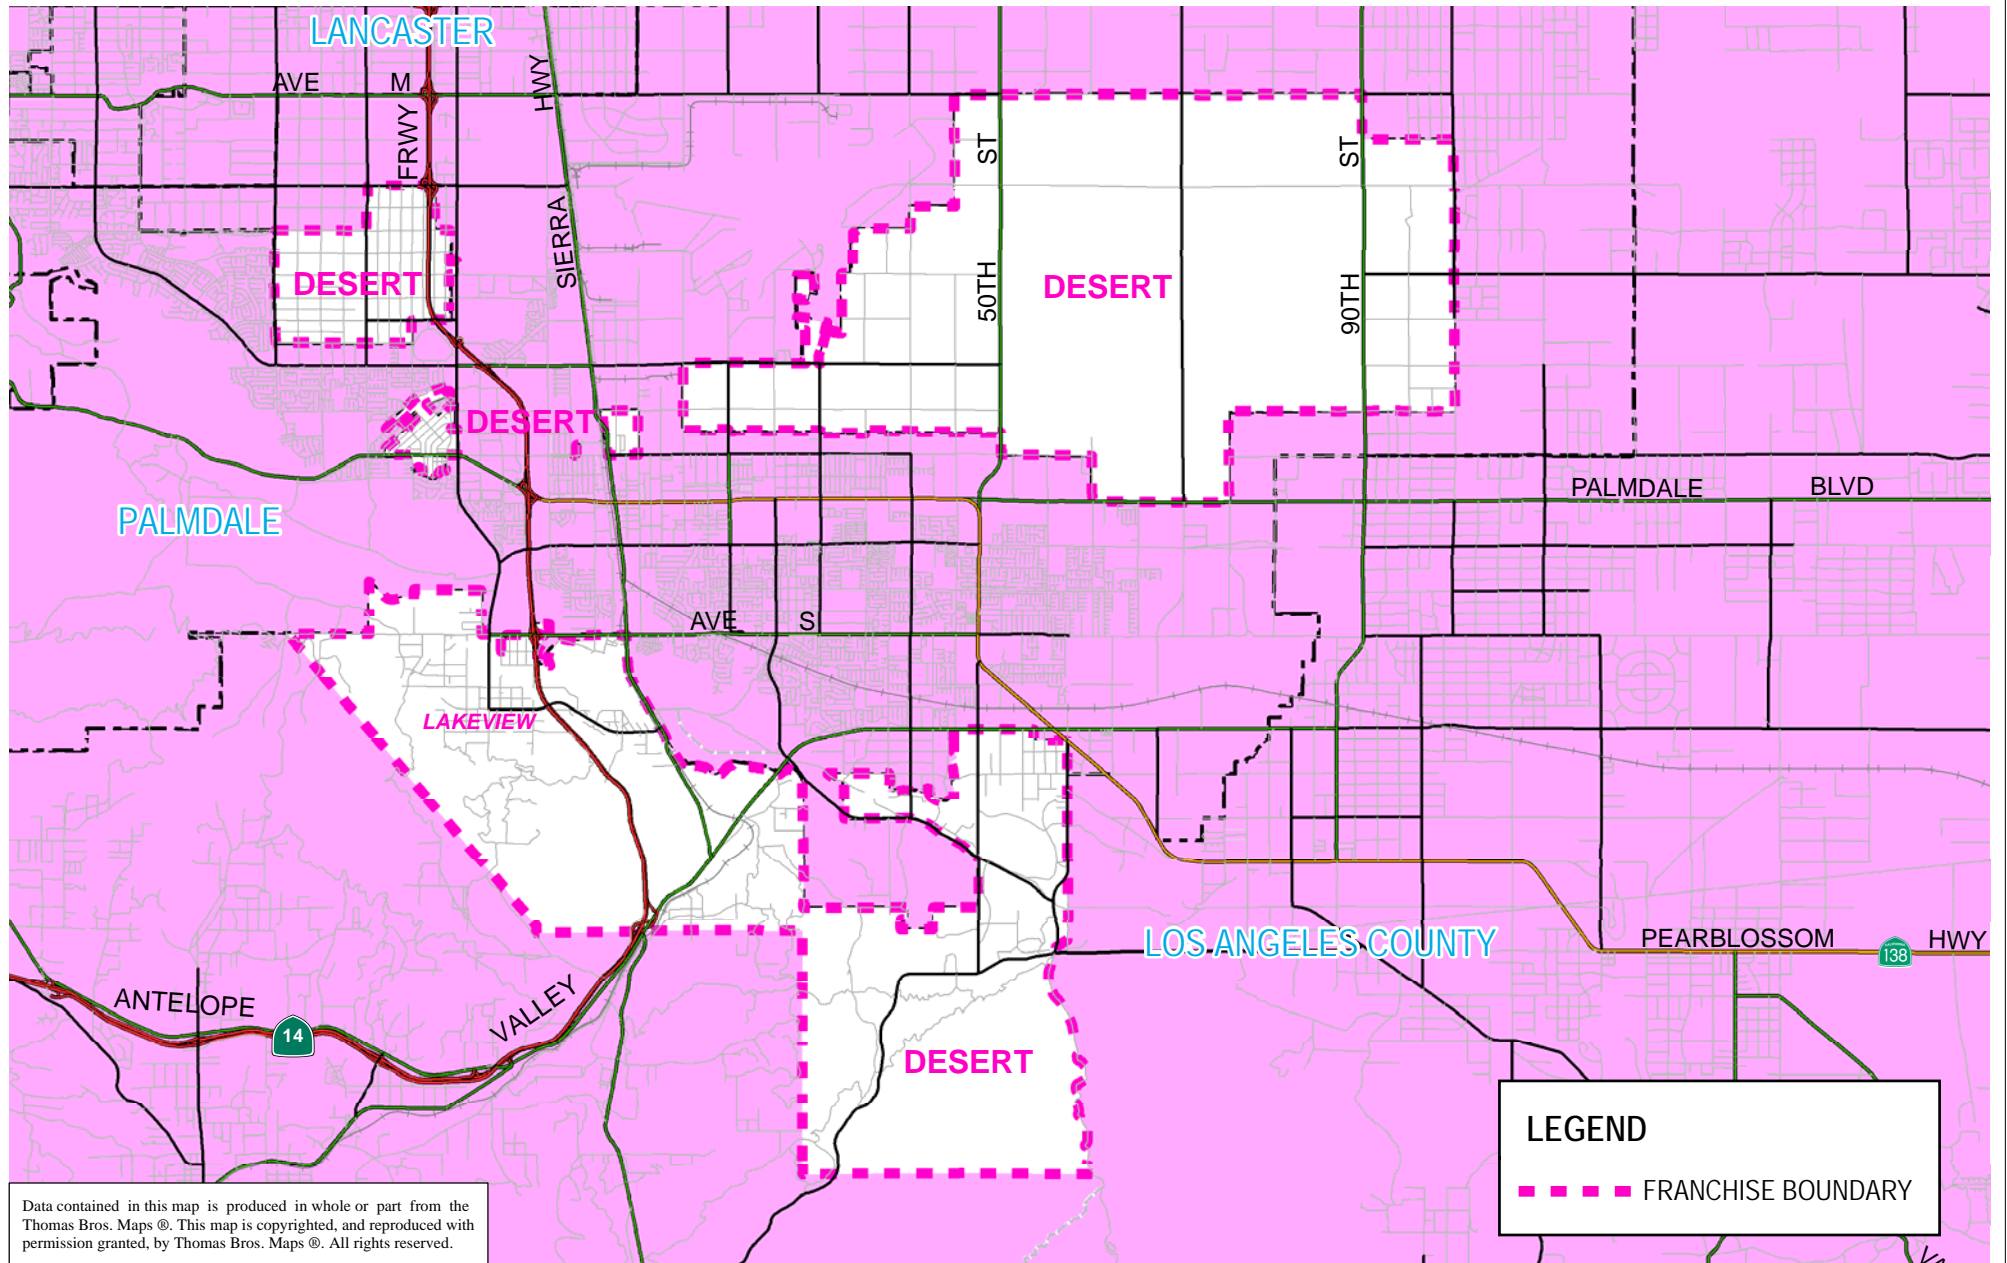 LANCASTER
AVE M
HWY
FRWY
ST
ST
SIERRA
DESERT
50TH
DESERT
90TH
DESERT
PALMDALE BLVD
PALMDALE
AVE S
LAKEVIEW
LOS ANGELES COUNTY
PEARBLOSSOM
138
HWY
ANTELOPE
14
VALLEY
DESERT
LEGEND
FRANCHISE BOUNDARY
Data contained in this map is produced in whole or part from the
Thomas Bros. Maps ®. This map is copyrighted, and reproduced with
permission granted, by Thomas Bros. Maps ®. All rights reserved.